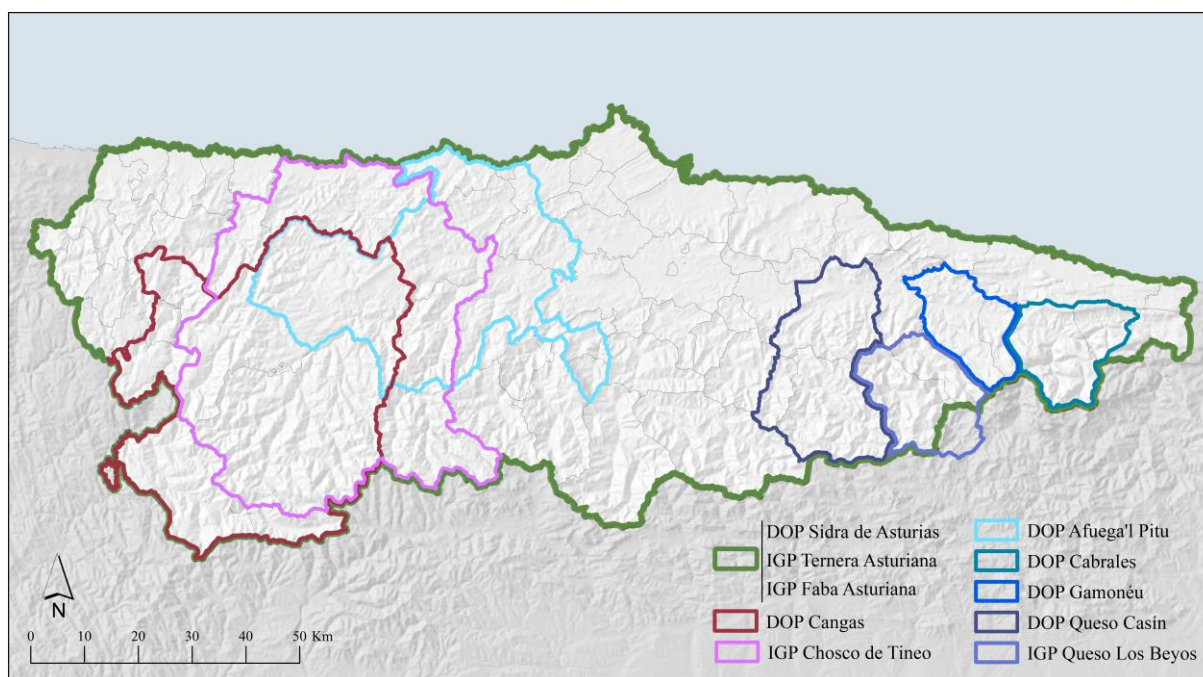 DOP Sidra de Asturias
IGP Ternera Asturiana
IGP Faba Asturiana
DOP Cangas
IGP Chosco de Tineo
DOP Afuega'l Pitu
DOP Cabrales
DOP Gamonéu
DOP Queso Casín
IGP Queso Los Beyos
N
0 10 20 30 40 50 Km